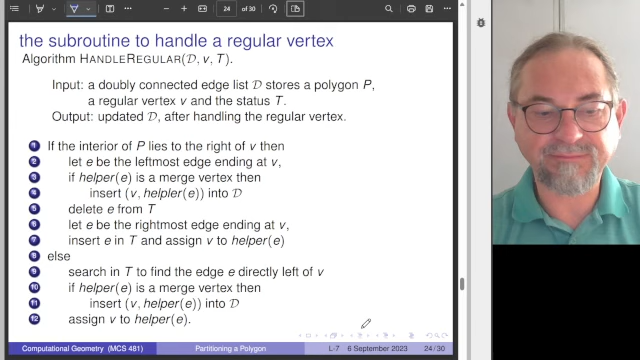 24
of 30
the subroutine to handle a regular vertex
Algorithm HANDLEREGULAR(D, v, T).
Input: a doubly connected edge list D stores a polygon P,
a regular vertex v and the status T.
Output: updated D, after handling the regular vertex.
1 If the interior of P lies to the right of v then
2 let e be the leftmost edge ending at v,
3 if helper(e) is a merge vertex then
4 insert (v, helpler(e)) into D
5 delete e from T
6 let e be the rightmost edge ending at v,
7 insert e in T and assign v to helper(e)
8 else
9 search in T to find the edge e directly left of v
10 if helper(e) is a merge vertex then
11 insert (v, helper(e)) into D
12 assign v to helper(e).
Computational Geometry (MCS 481) Partitioning a Polygon L-7 6 September 2023 24 / 30